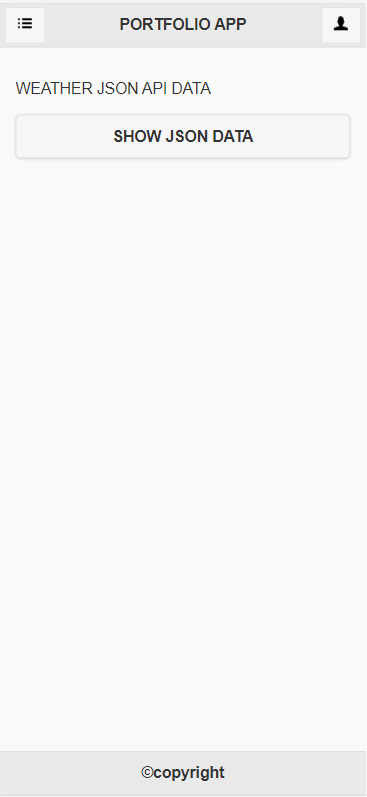 PORTFOLIO APP
WEATHER JSON API DATA
SHOW JSON DATA
©copyright